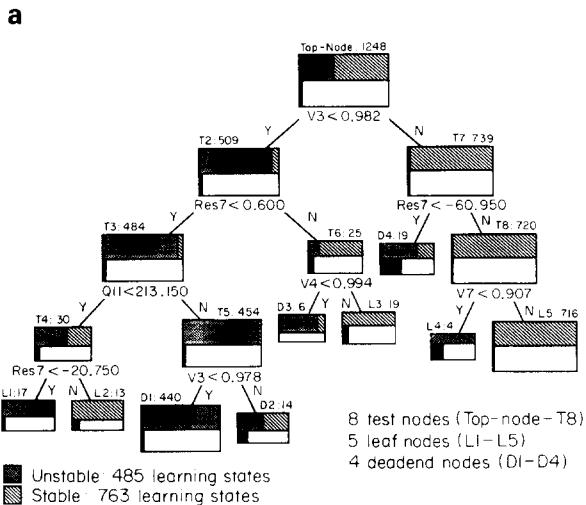 a
Top-Node: 1248
V3<0.982
Y N
T2:509 T7:739
Res7<0.600 Res7<-60.950
Y N Y N
T3:484 T6:25 D4:19 T8:720
Q11<213.150 V4<0.994 V7<0.907
Y N Y N Y N
T4:30 T5:454 D3:6 L3:19 L4:4 L5:716
Res7<-20.750 V3<0.978
Y N Y N
L1:17 L2:13 D1:440 D2:14
8 test nodes (Top-node-T8)
5 leaf nodes (L1-L5)
4 deadend nodes (D1-D4)
Unstable: 485 learning states
Stable: 763 learning states